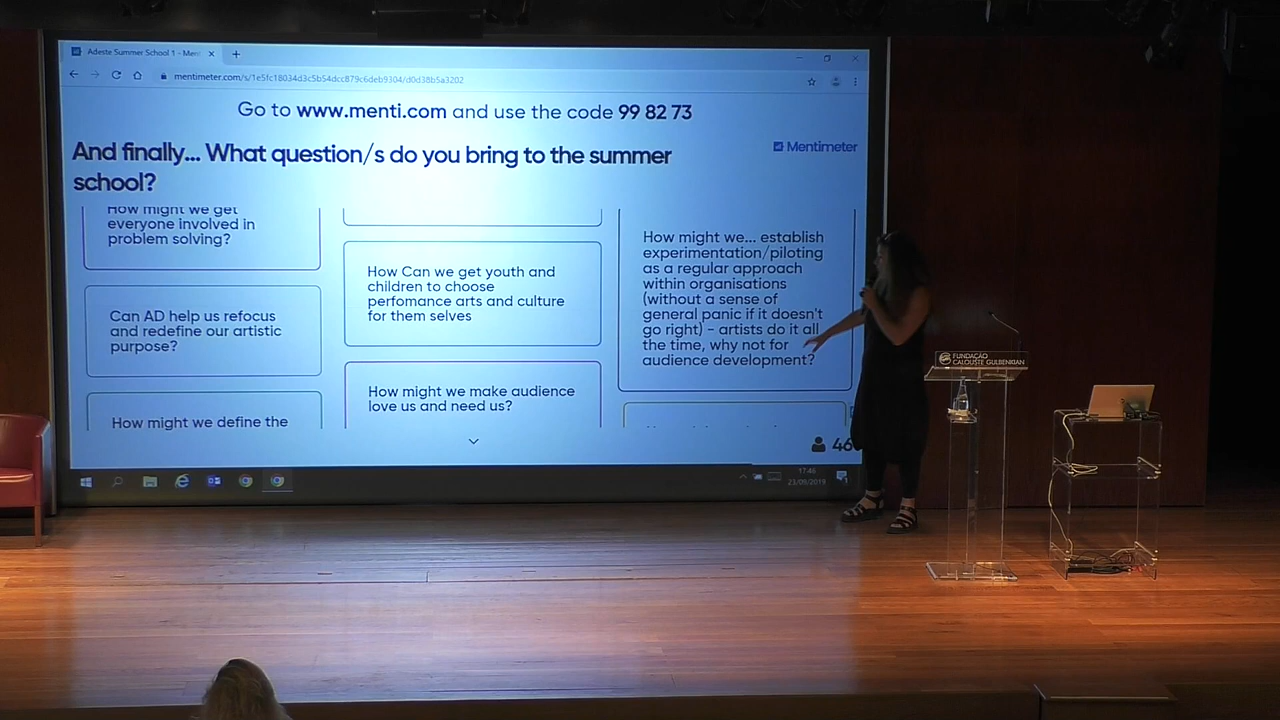 Adeste Summer School 1 - Men
mentimeter.com/s/1e5fc18034d3c5b54dcc879c6deb9304/d0d38b5a3202
Go to www.menti.com and use the code 99 82 73
And finally... What question/s do you bring to the summer
school?
Mentimeter
How might we get
everyone involved in
problem solving?
Can AD help us refocus
and redefine our artistic
purpose?
How might we define the
How Can we get youth and
children to choose
perfomance arts and culture
for them selves
How might we make audience
love us and need us?
How might we... establish
experimentation/piloting
as a regular approach
within organisations
(without a sense of
general panic if it doesn't
go right) - artists do it all
the time, why not for
audience development?
46
17:46
23/09/2019
FUNDAÇÃO
CALOUSTE GULBENKIAN